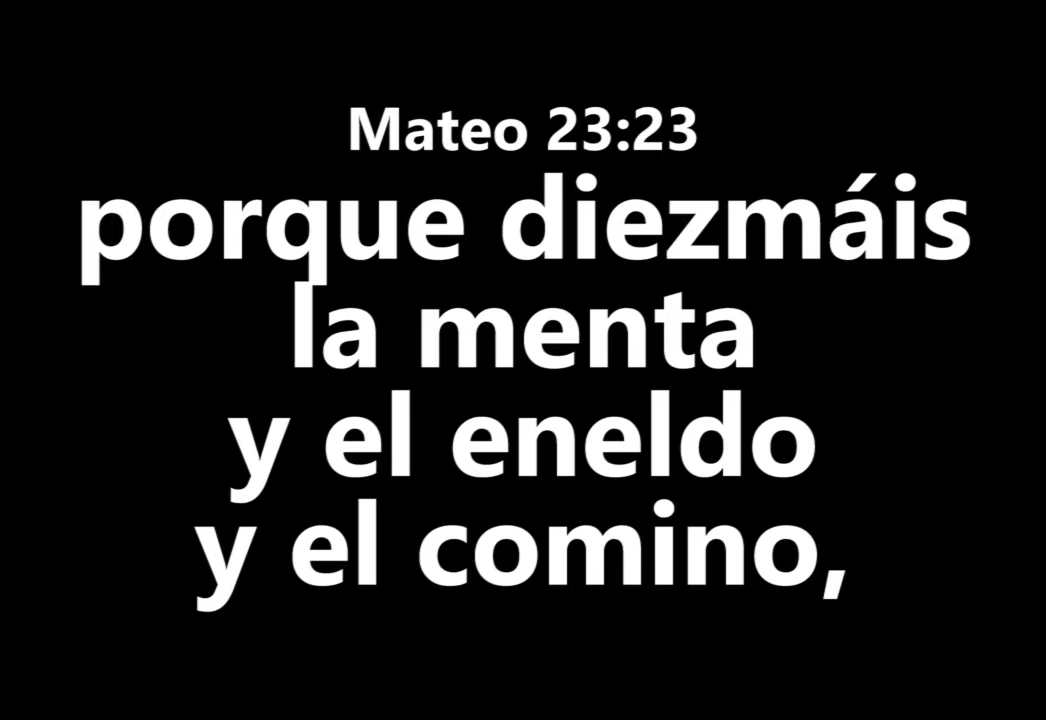 Mateo 23:23
porque diezmáis
la menta
y el eneldo
y el comino,